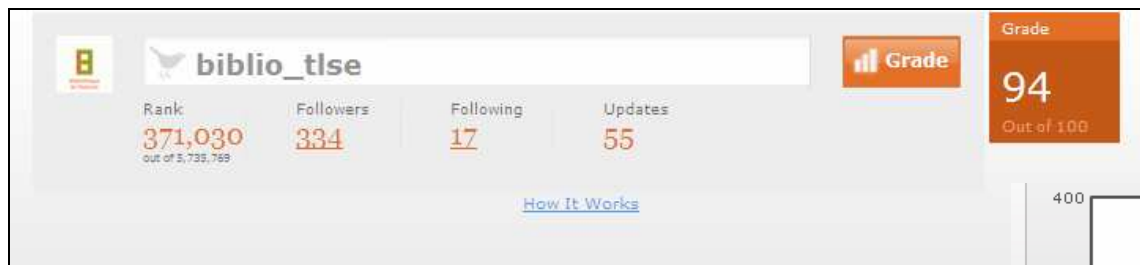 Grade
biblio_tlse
Grade
94
Out of 100
Rank
Followers
Following
Updates
371,030
334
17
55
out of 5,735,769
How It Works
400